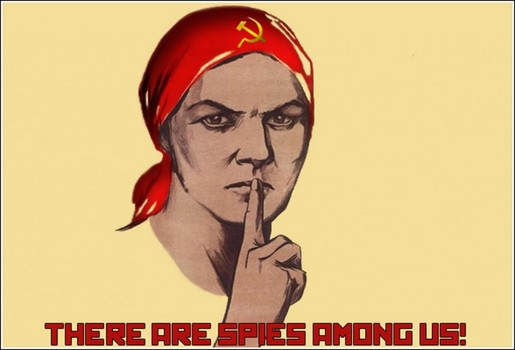 THERE ARE SPIES AMONG US!